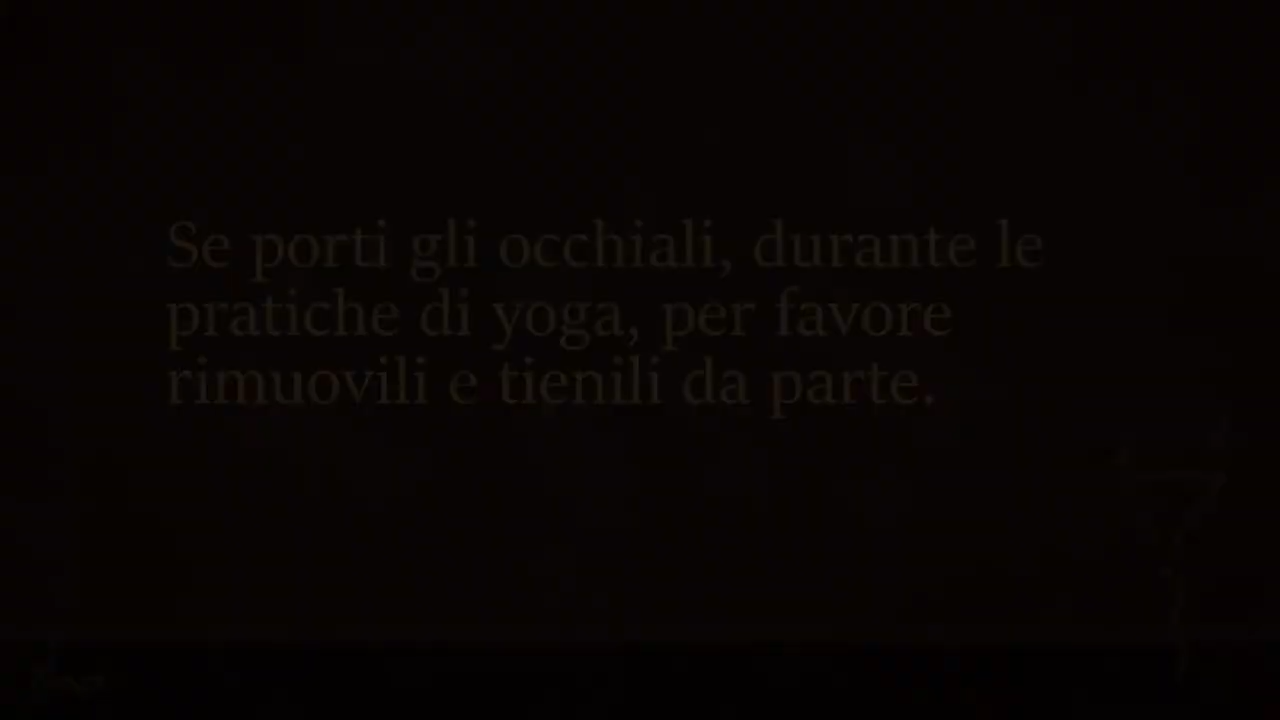 Se porti gli occhiali, durante le
pratiche di yoga, per favore
rimuovili e tienili da parte.